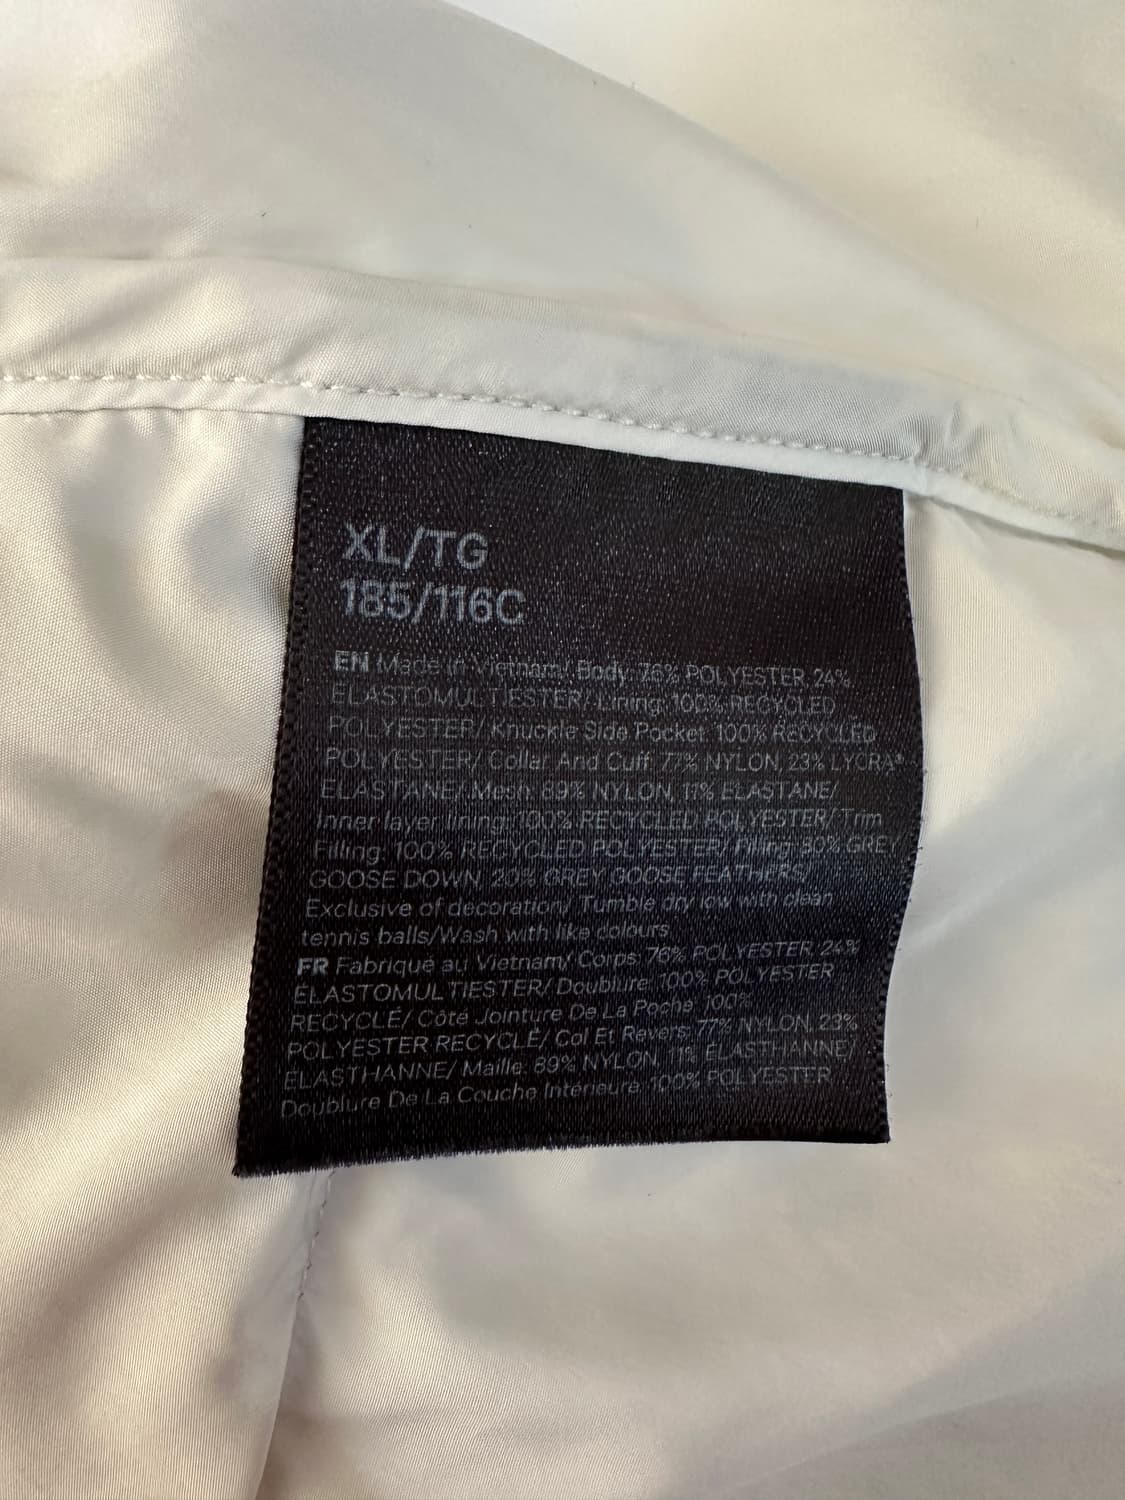 XL/TG
185/116C
EN Made in Vietnam/ Body: 76% POLYESTER, 24%
ELASTOMULTIESTER/ Lining: 100% RECYCLED
POLYESTER/ Knuckle Side Pocket: 100% RECYCLED
POLYESTER/ Collar And Cuff: 77% NYLON, 23% LYCRA®
ELASTANE/ Mesh: 89% NYLON, 11% ELASTANE/
Inner layer lining: 100% RECYCLED POLYESTER/ Trim
Filling: 100% RECYCLED POLYESTER/ Filling: 80% GREY
GOOSE DOWN, 20% GREY GOOSE FEATHERS/
Exclusive of decoration/ Tumble dry low with clean
tennis balls/Wash with like colours
FR Fabriqué au Vietnam/ Corps: 76% POLYESTER, 24%
ÉLASTOMULTIESTER/ Doublure: 100% POLYESTER
RECYCLÉ/ Côté Jointure De La Poche: 100%
POLYESTER RECYCLÉ/ Col Et Revers: 77% NYLON, 23%
ÉLASTHANNE/ Maille: 89% NYLON, 11% ÉLASTHANNE/
Doublure De La Couche Intérieure: 100% POLYESTER